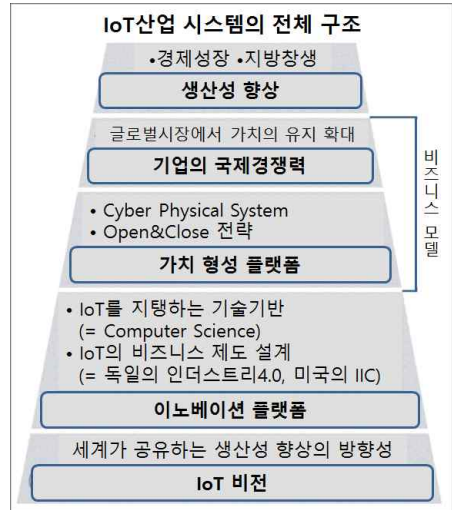 IoT산업 시스템의 전체 구조
•경제성장 •지방창생
생산성 향상
글로벌시장에서 가치의 유지 확대
기업의 국제경쟁력
• Cyber Physical System
• Open&Close 전략
가치 형성 플랫폼
비즈니스 모델
• IoT를 지탱하는 기술기반
(= Computer Science)
• IoT의 비즈니스 제도 설계
(= 독일의 인더스트리4.0, 미국의 IIC)
이노베이션 플랫폼
세계가 공유하는 생산성 향상의 방향성
IoT 비전